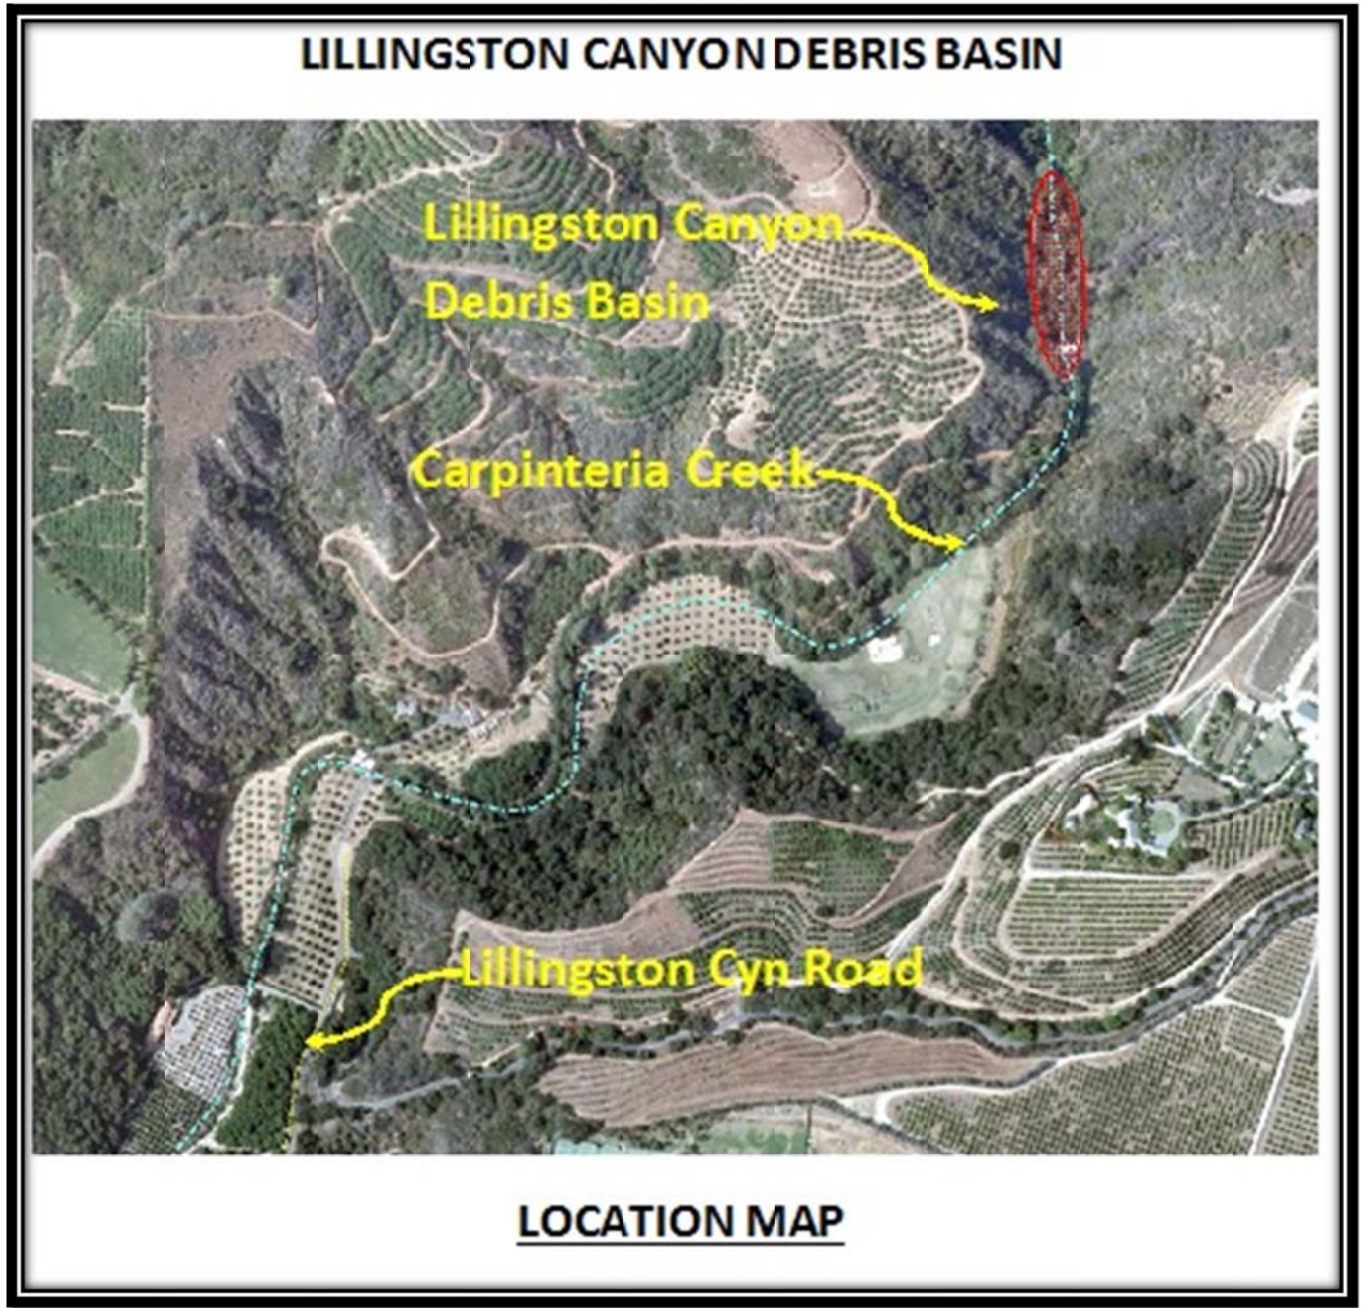 LILLINGSTON CANYON DEBRIS BASIN
Lillingston Canyon
Debris Basin
Carpinteria Creek
Lillingston Cyn Road
LOCATION MAP